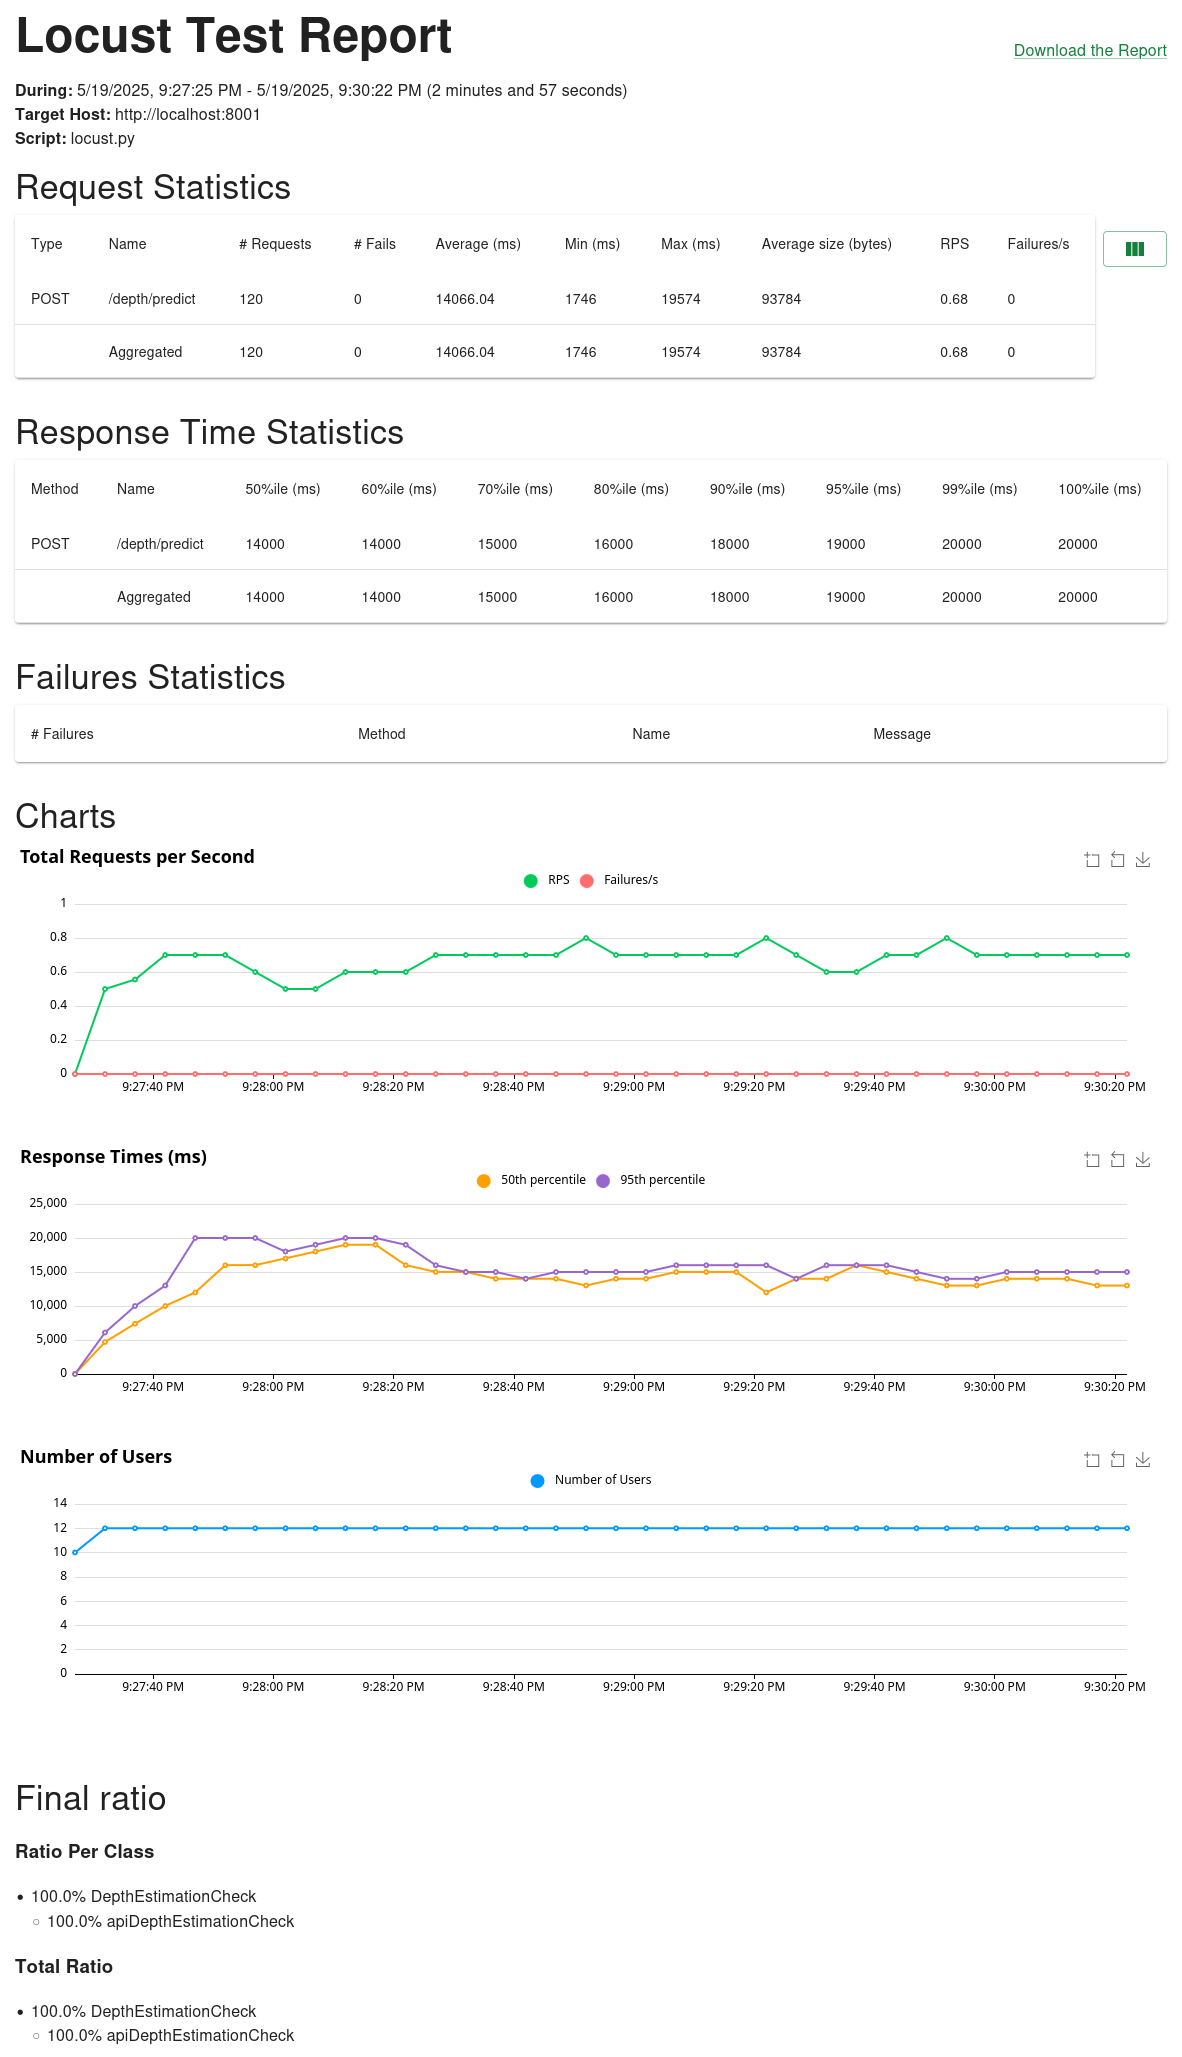 Locust Test Report
Download the Report
During: 5/19/2025, 9:27:25 PM - 5/19/2025, 9:30:22 PM (2 minutes and 57 seconds)
Target Host: http://localhost:8001
Script: locust.py
Request Statistics
Type Name # Requests # Fails Average (ms) Min (ms) Max (ms) Average size (bytes) RPS Failures/s
POST /depth/predict 120 0 14066.04 1746 19574 93784 0.68 0
Aggregated 120 0 14066.04 1746 19574 93784 0.68 0
Response Time Statistics
Method Name 50%ile (ms) 60%ile (ms) 70%ile (ms) 80%ile (ms) 90%ile (ms) 95%ile (ms) 99%ile (ms) 100%ile (ms)
POST /depth/predict 14000 14000 15000 16000 18000 19000 20000 20000
Aggregated 14000 14000 15000 16000 18000 19000 20000 20000
Failures Statistics
# Failures Method Name Message
Charts
Total Requests per Second
RPS Failures/s
1
0.8
0.6
0.4
0.2
0
9:27:40 PM 9:28:00 PM 9:28:20 PM 9:28:40 PM 9:29:00 PM 9:29:20 PM 9:29:40 PM 9:30:00 PM 9:30:20 PM
Response Times (ms)
50th percentile 95th percentile
25,000
20,000
15,000
10,000
5,000
0
9:27:40 PM 9:28:00 PM 9:28:20 PM 9:28:40 PM 9:29:00 PM 9:29:20 PM 9:29:40 PM 9:30:00 PM 9:30:20 PM
Number of Users
Number of Users
14
12
10
8
6
4
2
0
9:27:40 PM 9:28:00 PM 9:28:20 PM 9:28:40 PM 9:29:00 PM 9:29:20 PM 9:29:40 PM 9:30:00 PM 9:30:20 PM
Final ratio
Ratio Per Class
• 100.0% DepthEstimationCheck
○ 100.0% apiDepthEstimationCheck
Total Ratio
• 100.0% DepthEstimationCheck
○ 100.0% apiDepthEstimationCheck